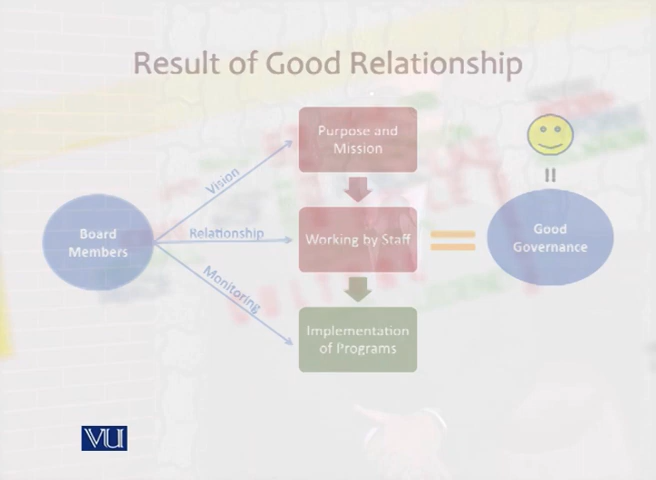 Result of Good Relationship
Purpose and
Mission
Vision
Board
Members
Relationship
Working by Staff
Good
Governance
Monitoring
Implementation
of Programs
VU